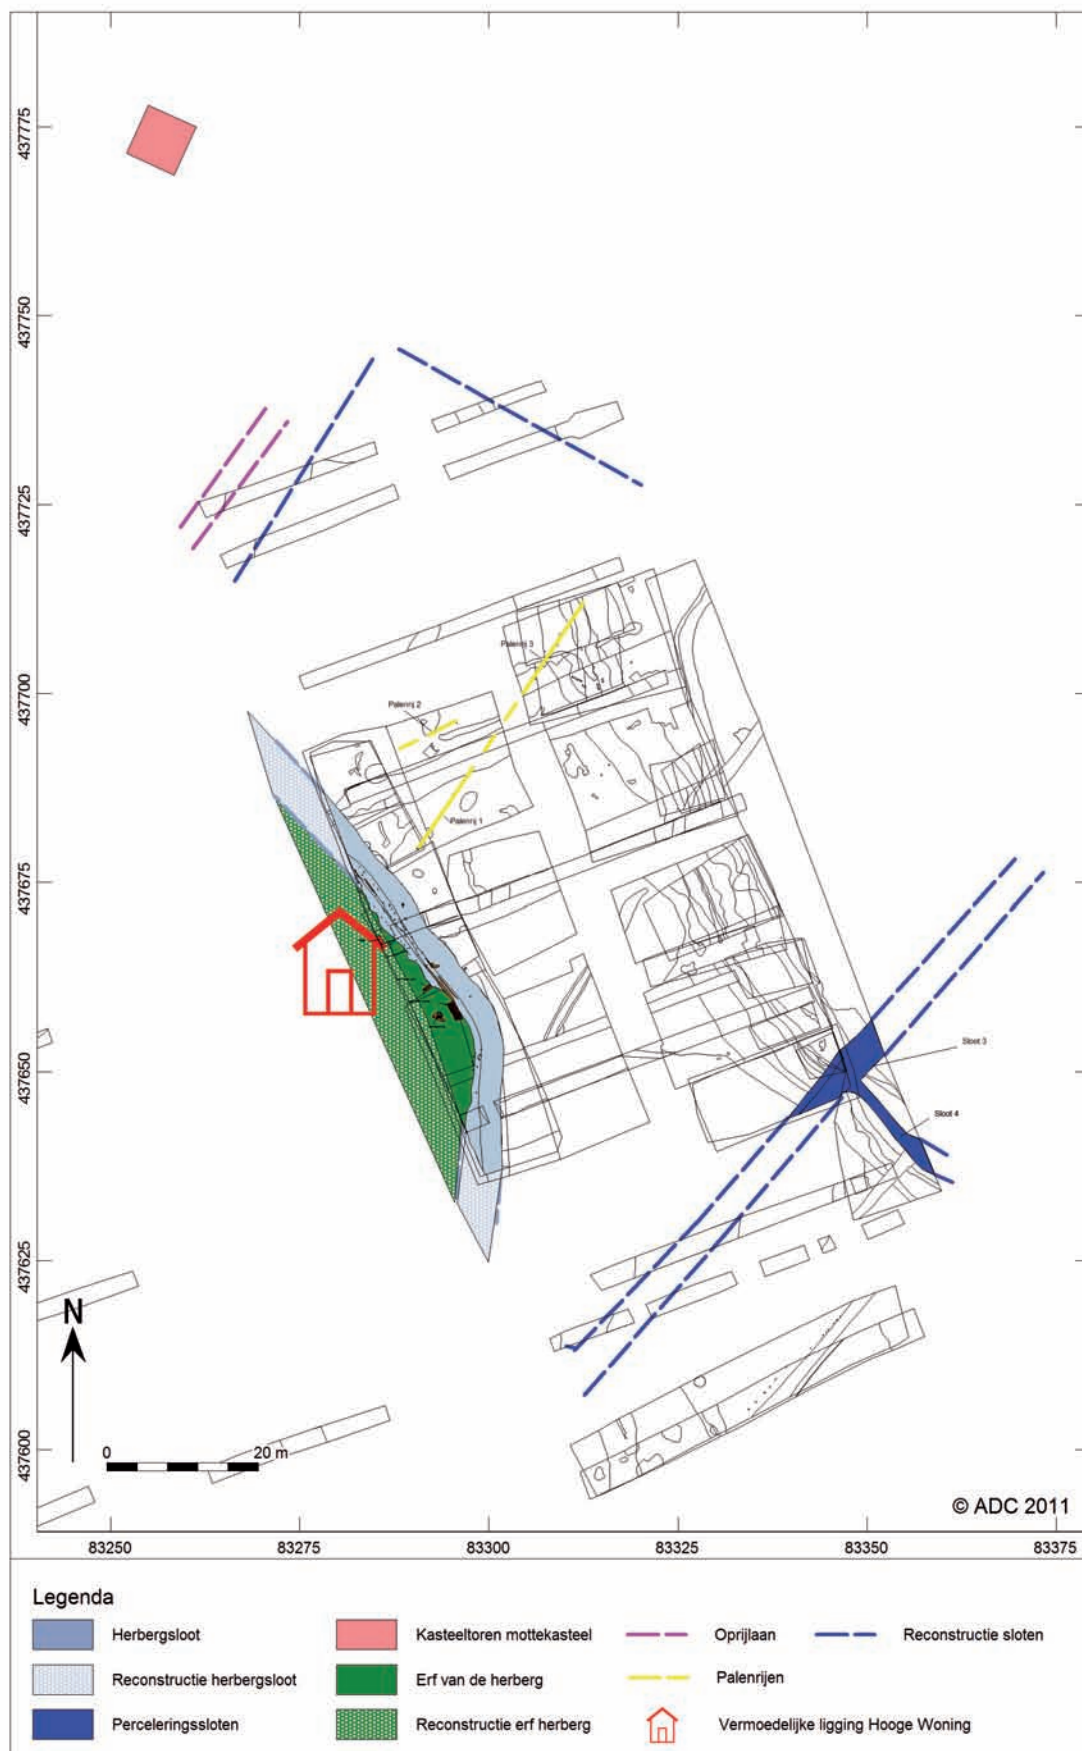 437775
437750
437725
437700
437675
437650
437625
437600
Palenrij 3
Palenrij 2
Palenrij 1
Sloot 3
Sloot 4
N
0 20 m
© ADC 2011
83250 83275 83300 83325 83350 83375
Legenda
Herbergsloot
Reconstructie herbergsloot
Perceleringssloten
Kasteeltoren mottekasteel
Erf van de herberg
Reconstructie erf herberg
Oprijlaan
Palenrijen
Vermoedelijke ligging Hooge Woning
Reconstructie sloten